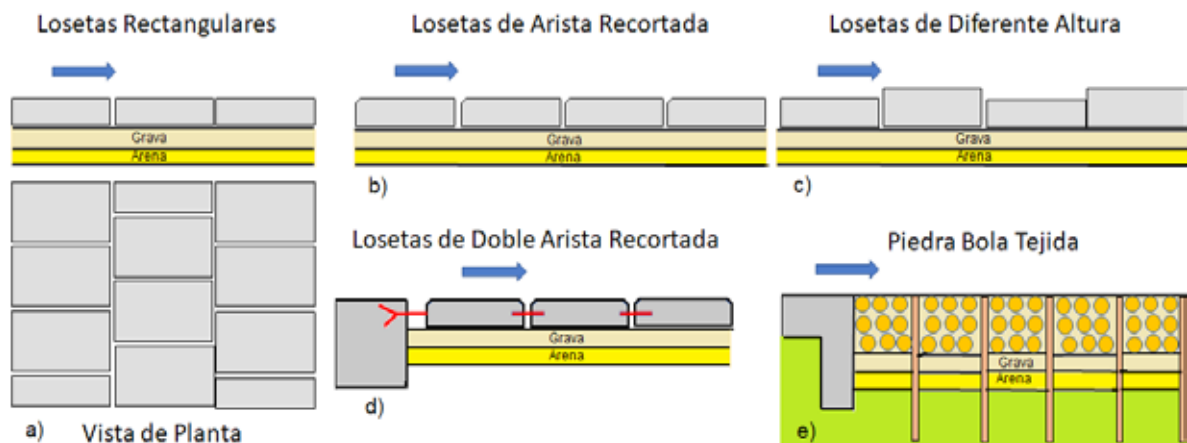 Losetas Rectangulares
Grava
Arena
a)
Vista de Planta
Losetas de Arista Recortada
Grava
Arena
b)
Losetas de Diferente Altura
Grava
Arena
c)
Losetas de Doble Arista Recortada
Grava
Arena
d)
Piedra Bola Tejida
Grava
Arena
e)